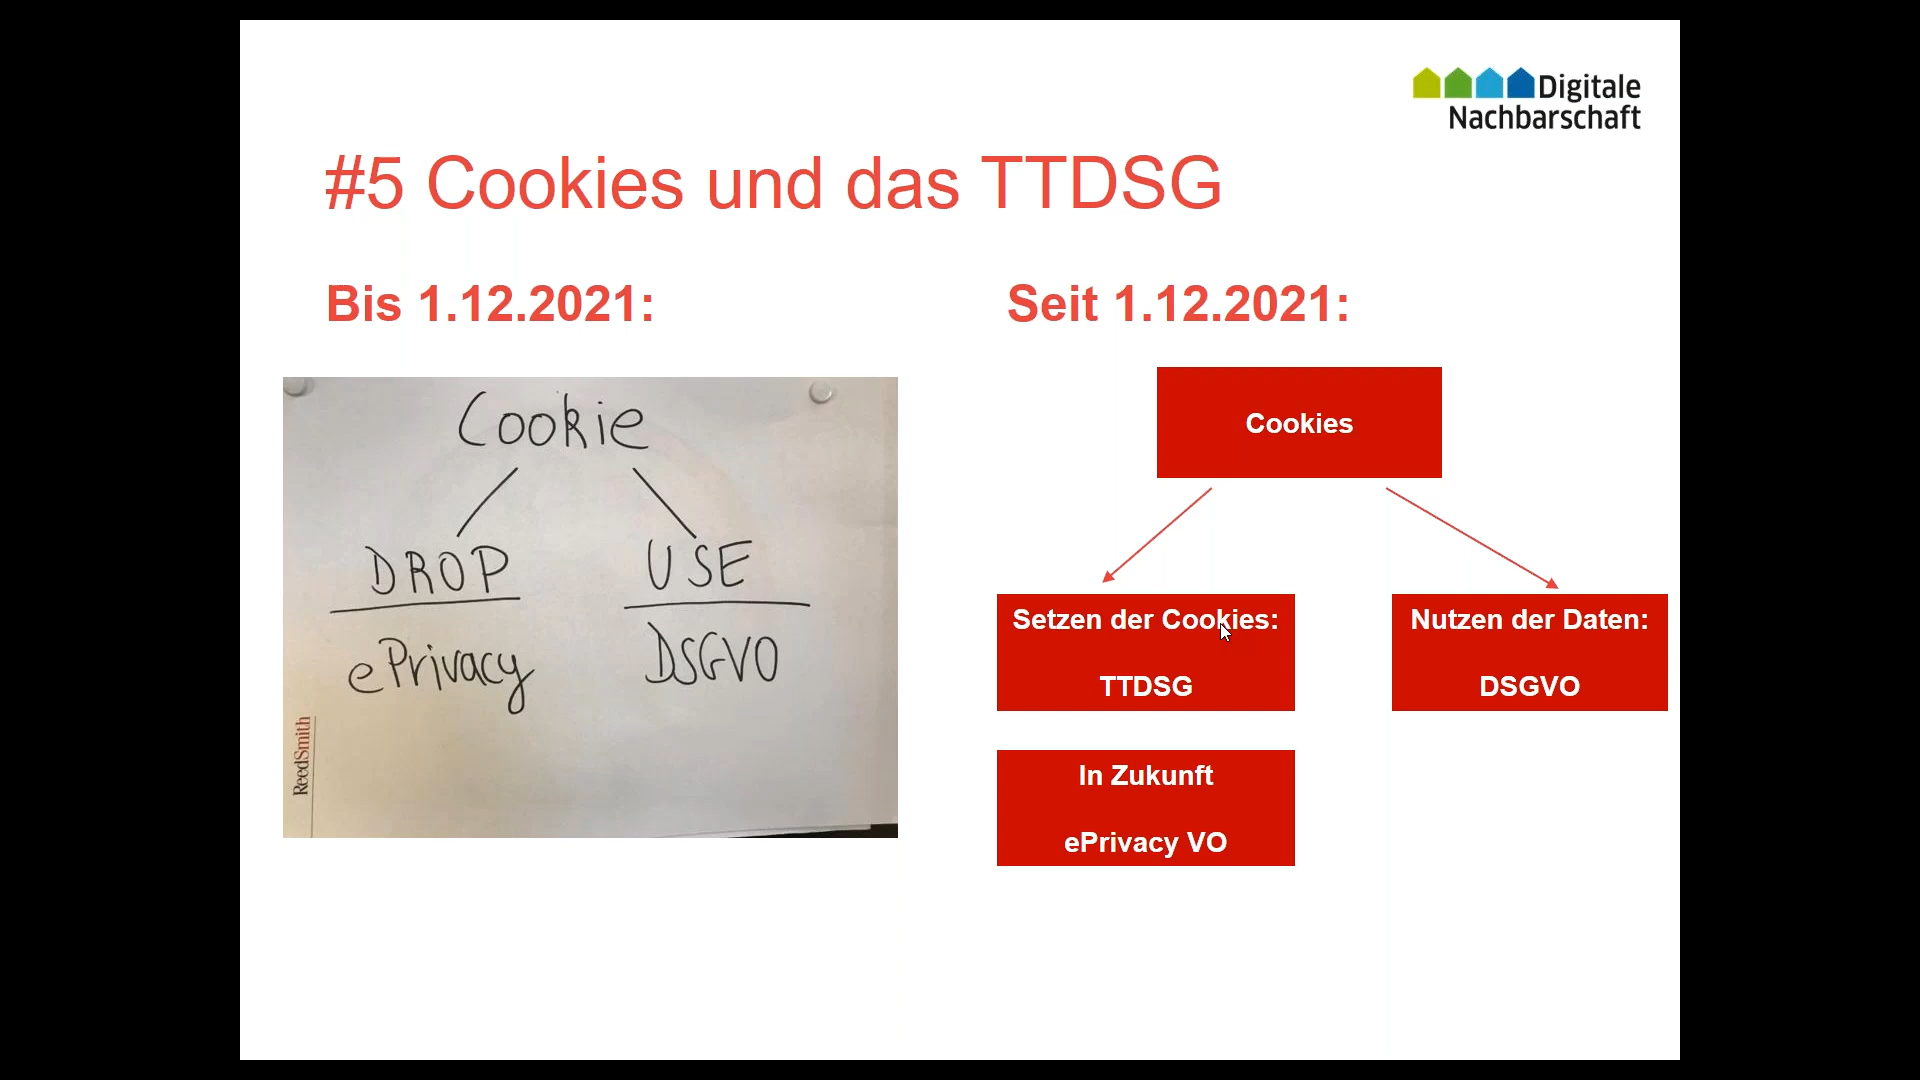 Digitale
Nachbarschaft
#5 Cookies und das TTDSG
Bis 1.12.2021:
Cookie
DROP
USE
ePrivacy
DSGVO
ReedSmith
Seit 1.12.2021:
Cookies
Setzen der Cookies:
TTDSG
Nutzen der Daten:
DSGVO
In Zukunft
ePrivacy VO